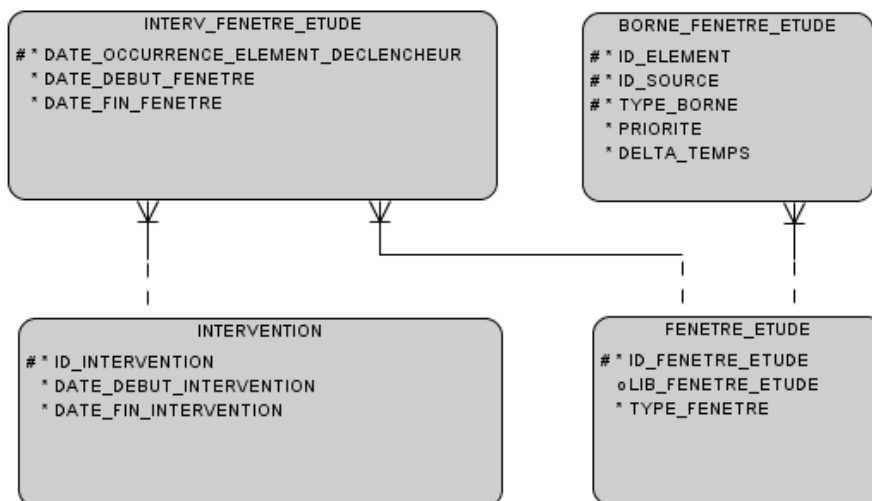 INTERV_FENETRE_ETUDE
# * DATE_OCCURRENCE_ELEMENT_DECLENCHEUR
* DATE_DEBUT_FENETRE
* DATE_FIN_FENETRE
BORNE_FENETRE_ETUDE
# * ID_ELEMENT
# * ID_SOURCE
# * TYPE_BORNE
* PRIORITE
* DELTA_TEMPS
INTERVENTION
# * ID_INTERVENTION
* DATE_DEBUT_INTERVENTION
* DATE_FIN_INTERVENTION
FENETRE_ETUDE
# * ID_FENETRE_ETUDE
o LIB_FENETRE_ETUDE
* TYPE_FENETRE